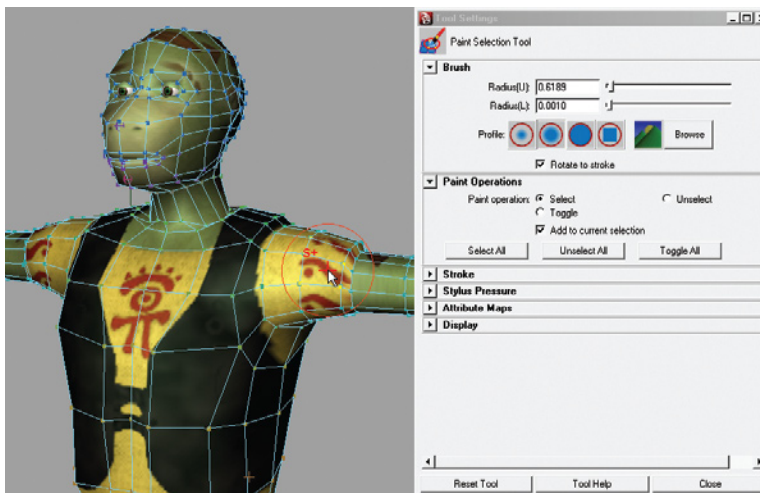 Tool Settings
Paint Selection Tool
Brush
Radius(U): 0.6189
Radius(L): 0.0010
Profile: Browse
Rotate to stroke
Paint Operations
Paint operation: Select Unselect
Toggle
Add to current selection
Select All Unselect All Toggle All
Stroke
Stylus Pressure
Attribute Maps
Display
Reset Tool Tool Help Close
S+